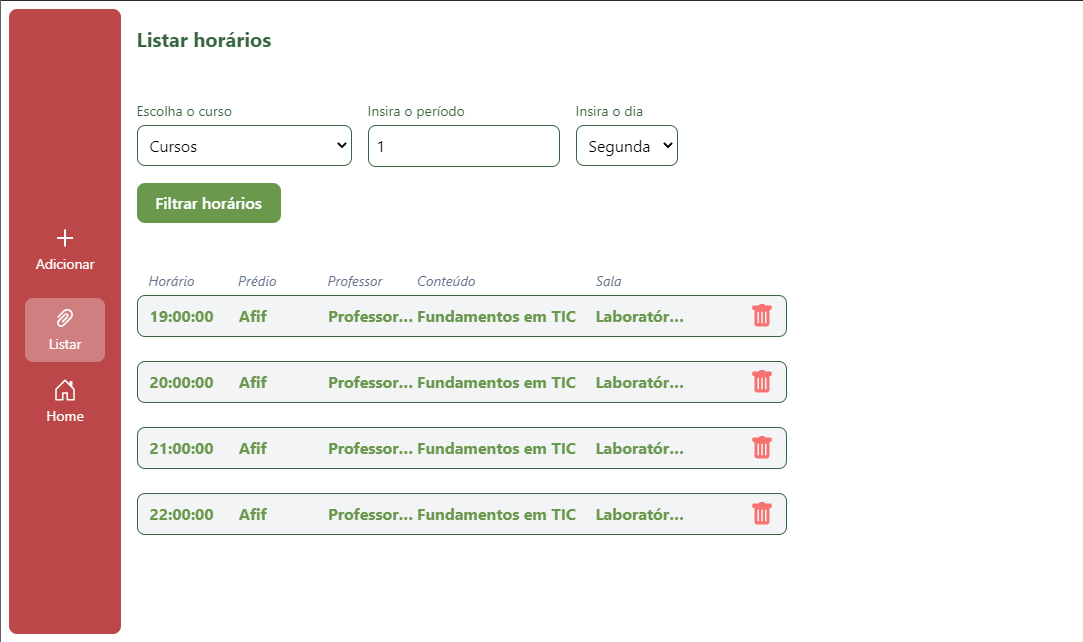 Listar horários
Escolha o curso Insira o período Insira o dia
Cursos 1 Segunda
Filtrar horários
Adicionar
Listar
Home
Horário Prédio Professor Conteúdo Sala
19:00:00 Afif Professor... Fundamentos em TIC Laboratór...
20:00:00 Afif Professor... Fundamentos em TIC Laboratór...
21:00:00 Afif Professor... Fundamentos em TIC Laboratór...
22:00:00 Afif Professor... Fundamentos em TIC Laboratór...